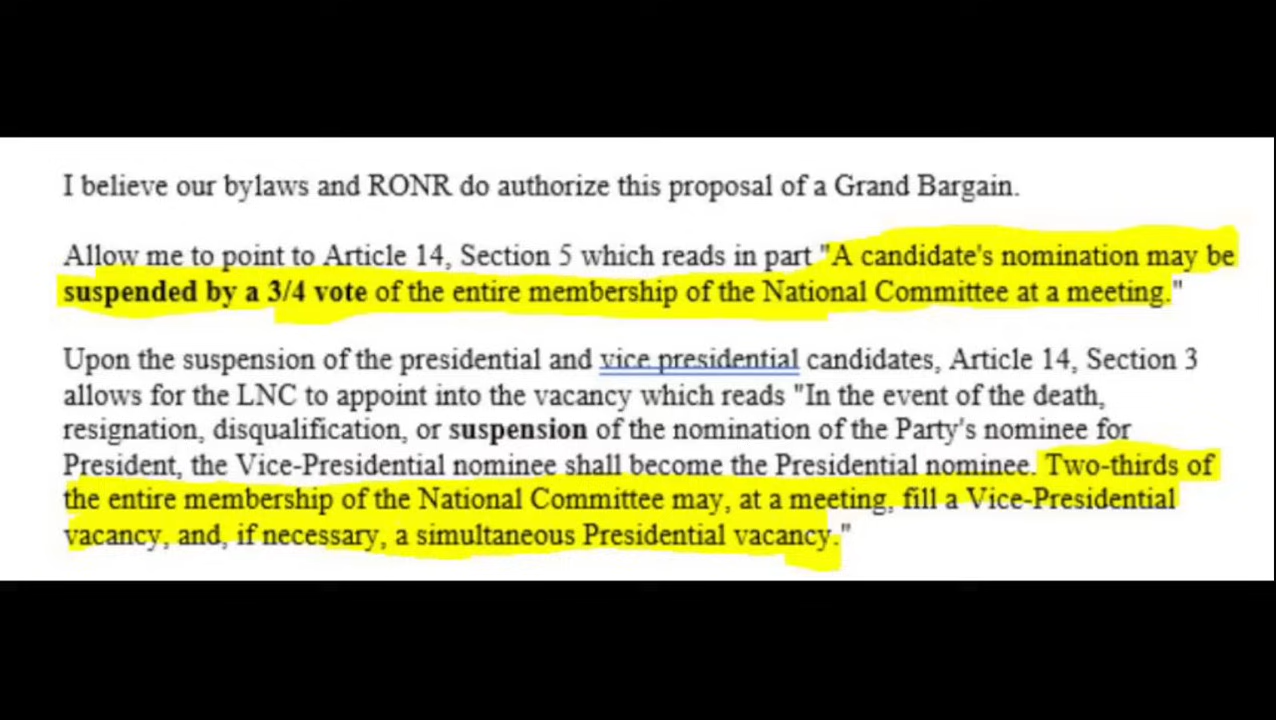 I believe our bylaws and RONR do authorize this proposal of a Grand Bargain.
Allow me to point to Article 14, Section 5 which reads in part "A candidate's nomination may be
suspended by a 3/4 vote of the entire membership of the National Committee at a meeting."
Upon the suspension of the presidential and vice presidential candidates, Article 14, Section 3
allows for the LNC to appoint into the vacancy which reads "In the event of the death,
resignation, disqualification, or suspension of the nomination of the Party's nominee for
President, the Vice-Presidential nominee shall become the Presidential nominee. Two-thirds of
the entire membership of the National Committee may, at a meeting, fill a Vice-Presidential
vacancy, and, if necessary, a simultaneous Presidential vacancy."